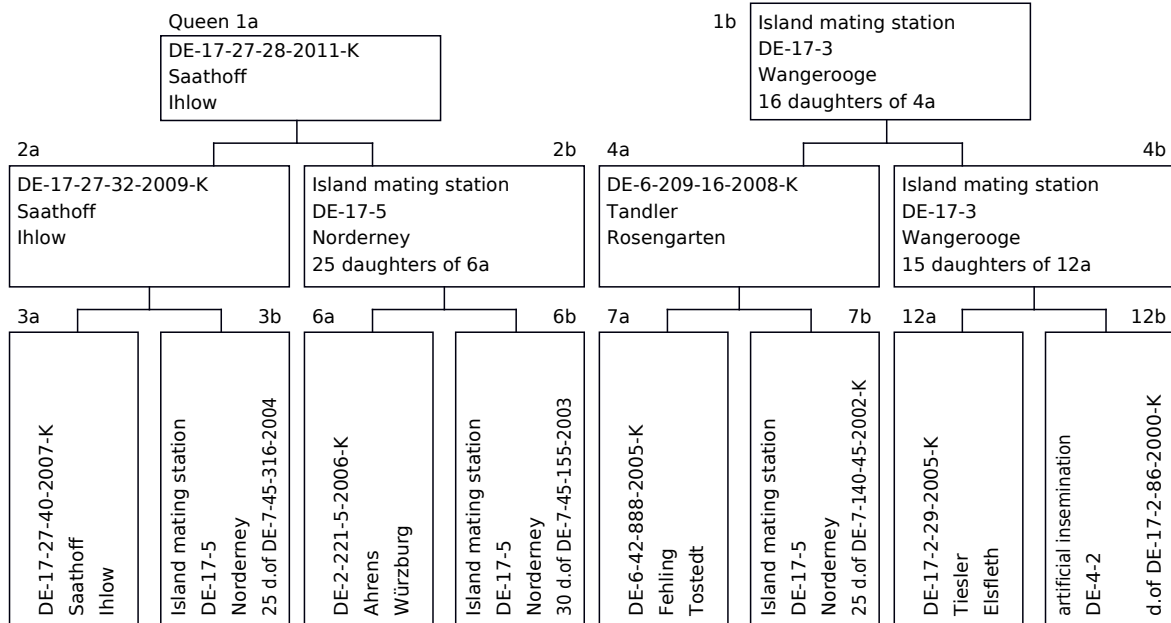 Queen 1a
DE-17-27-28-2011-K
Saathoff
Ihlow
1b
Island mating station
DE-17-3
Wangerooge
16 daughters of 4a
2a
DE-17-27-32-2009-K
Saathoff
Ihlow
2b
Island mating station
DE-17-5
Norderney
25 daughters of 6a
4a
DE-6-209-16-2008-K
Tandler
Rosengarten
4b
Island mating station
DE-17-3
Wangerooge
15 daughters of 12a
3a
DE-17-27-40-2007-K
Saathoff
Ihlow
3b
Island mating station
DE-17-5
Norderney
25 d.of DE-7-45-316-2004
6a
DE-2-221-5-2006-K
Ahrens
Würzburg
6b
Island mating station
DE-17-5
Norderney
30 d.of DE-7-45-155-2003
7a
DE-6-42-888-2005-K
Fehling
Tostedt
7b
Island mating station
DE-17-5
Norderney
25 d.of DE-7-140-45-2002-K
12a
DE-17-2-29-2005-K
Tiesler
Elsfleth
12b
artificial insemination
DE-4-2
d.of DE-17-2-86-2000-K